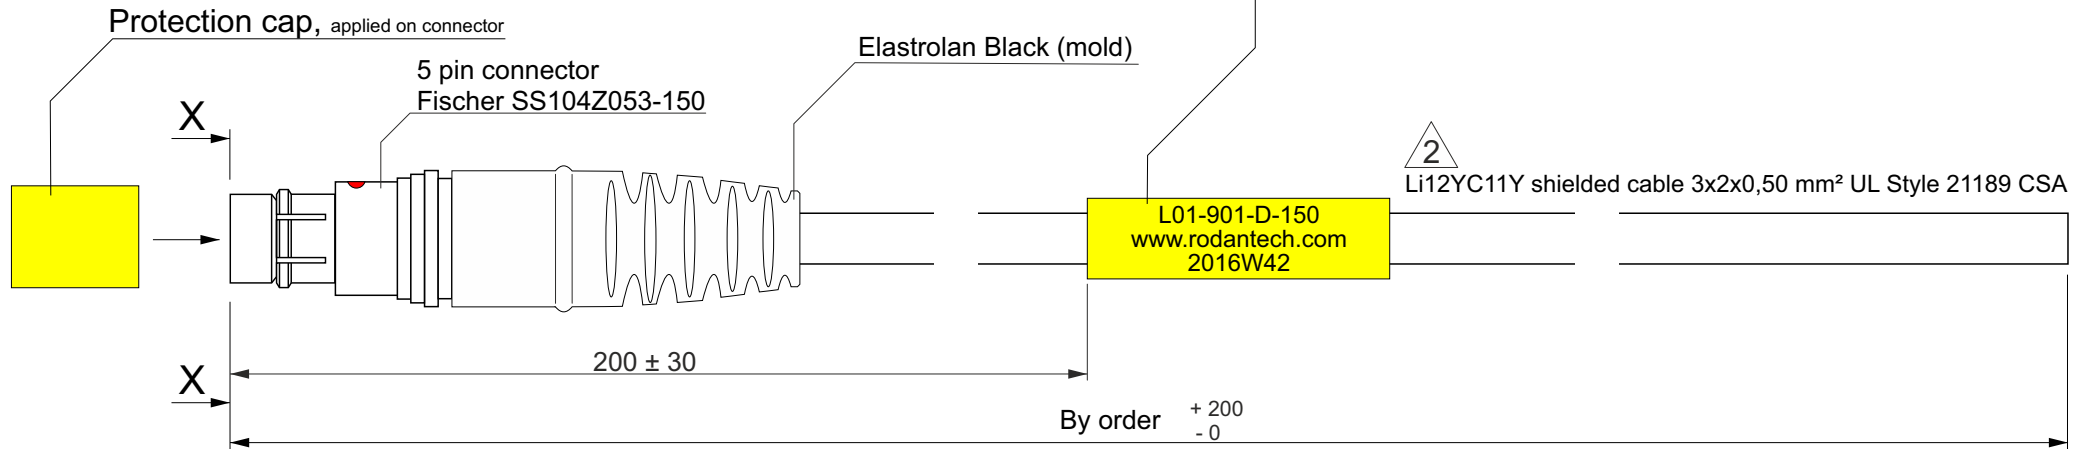 Protection cap, applied on connector
5 pin connector
Fischer SS104Z053-150
Elastrolan Black (mold)
X
2
Li12YC11Y shielded cable 3x2x0,50 mm² UL Style 21189 CSA
L01-901-D-150
www.rodantech.com
2016W42
200 ± 30
X
By order + 200
- 0